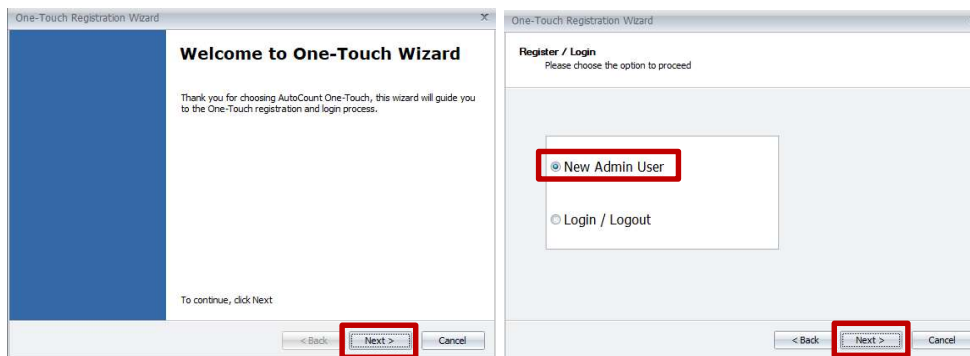 One-Touch Registration Wizard
Welcome to One-Touch Wizard
Thank you for choosing AutoCount One-Touch, this wizard will guide you
to the One-Touch registration and login process.
To continue, click Next
< Back Next > Cancel
One-Touch Registration Wizard
Register / Login
Please choose the option to proceed
New Admin User
Login / Logout
< Back Next > Cancel